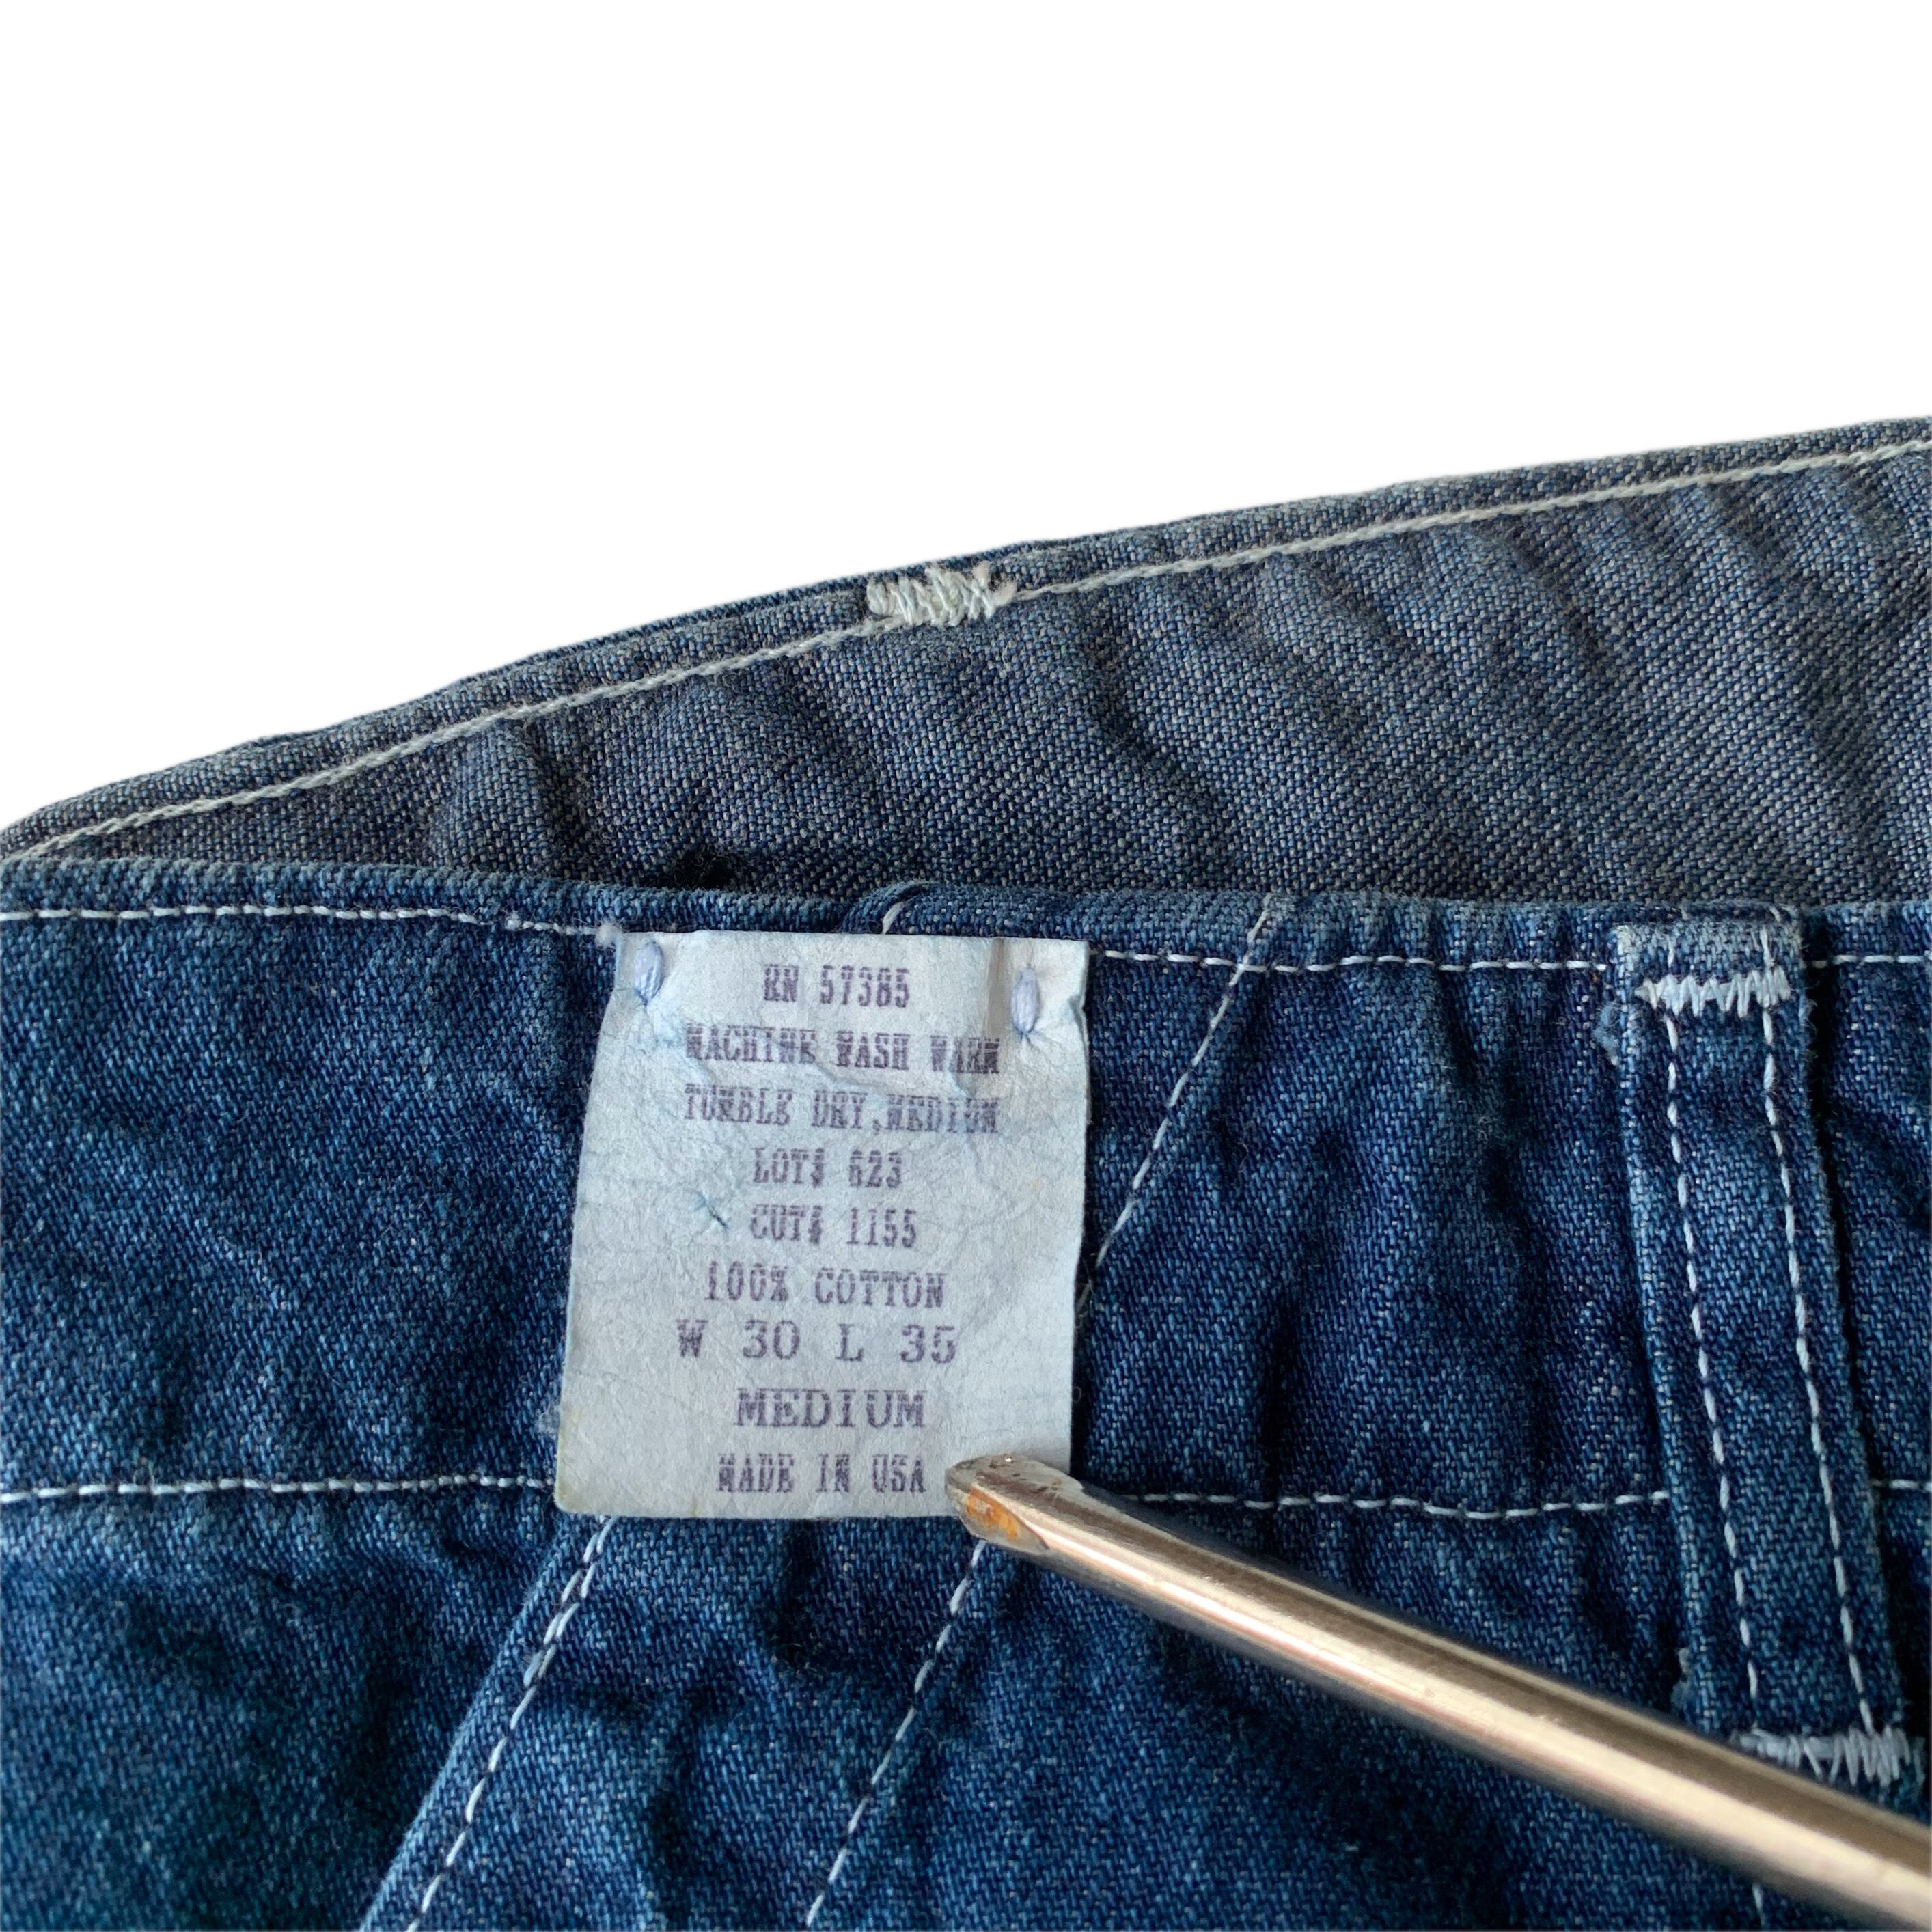 RN 57385
MACHINE WASH WARM
TUMBLE DRY,MEDIUM
LOT# 623
CUT# 1155
100% COTTON
W 30 L 35
MEDIUM
MADE IN USA